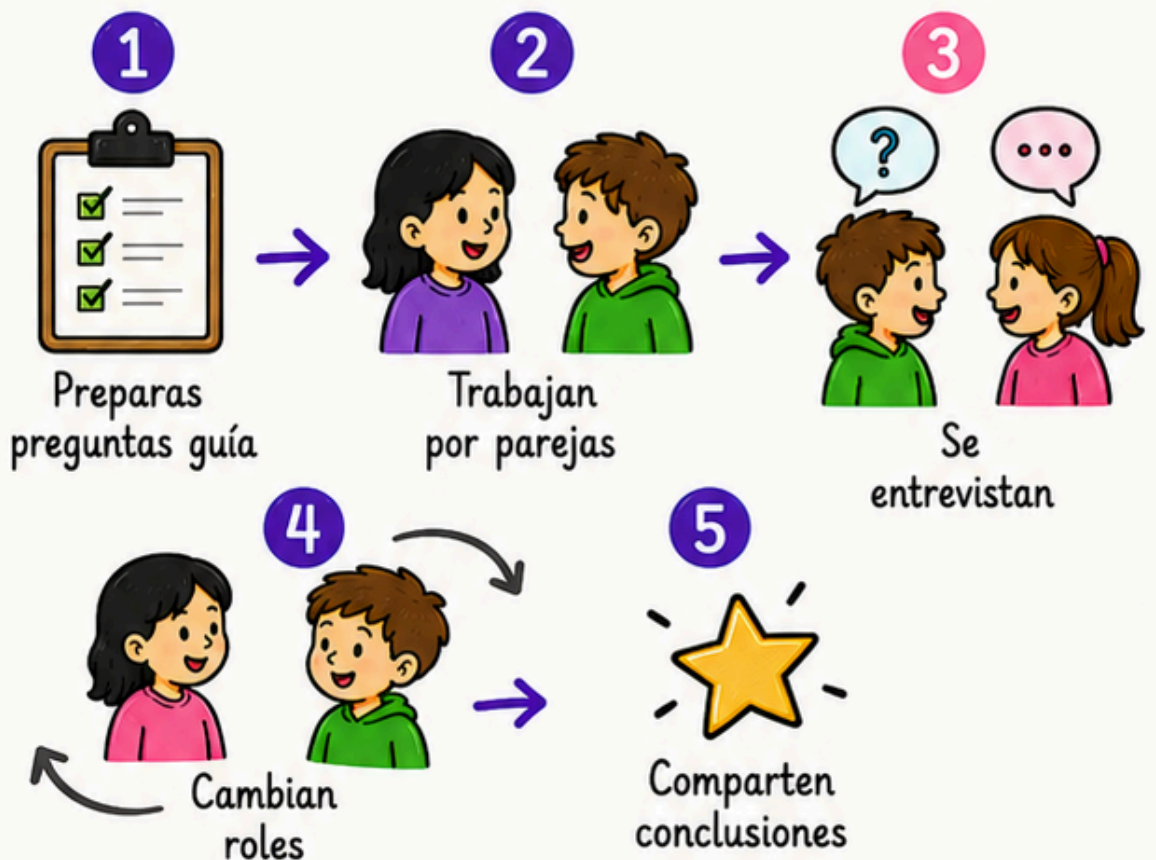 1
2
3
?
Preparas
preguntas guía
Trabajan
por parejas
Se
entrevistan
4
5
Cambian
roles
Comparten
conclusiones